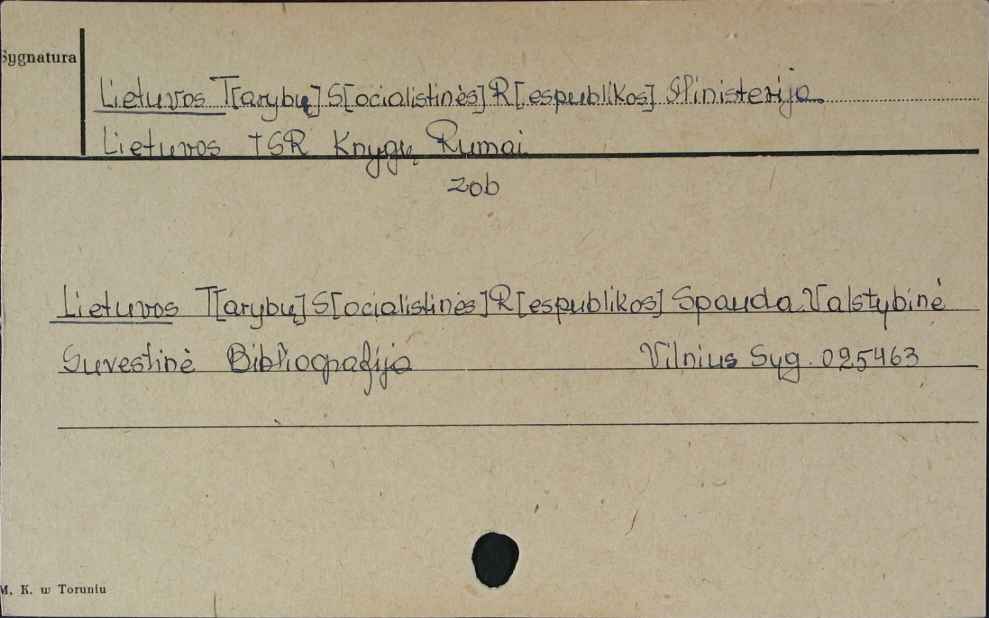 Sygnatura
Lietuvos T[arybų] S[ocialistinės] R[espublikos] Ministerija
Lietuvos TSR Knygų Rumai
zob
Lietuvos T[arybų] S[ocialistinės] R[espublikos] Spauda. Valstybinė
Suvestinė Bibliografija Vilnius Syg. 025463
M. K. w Toruniu